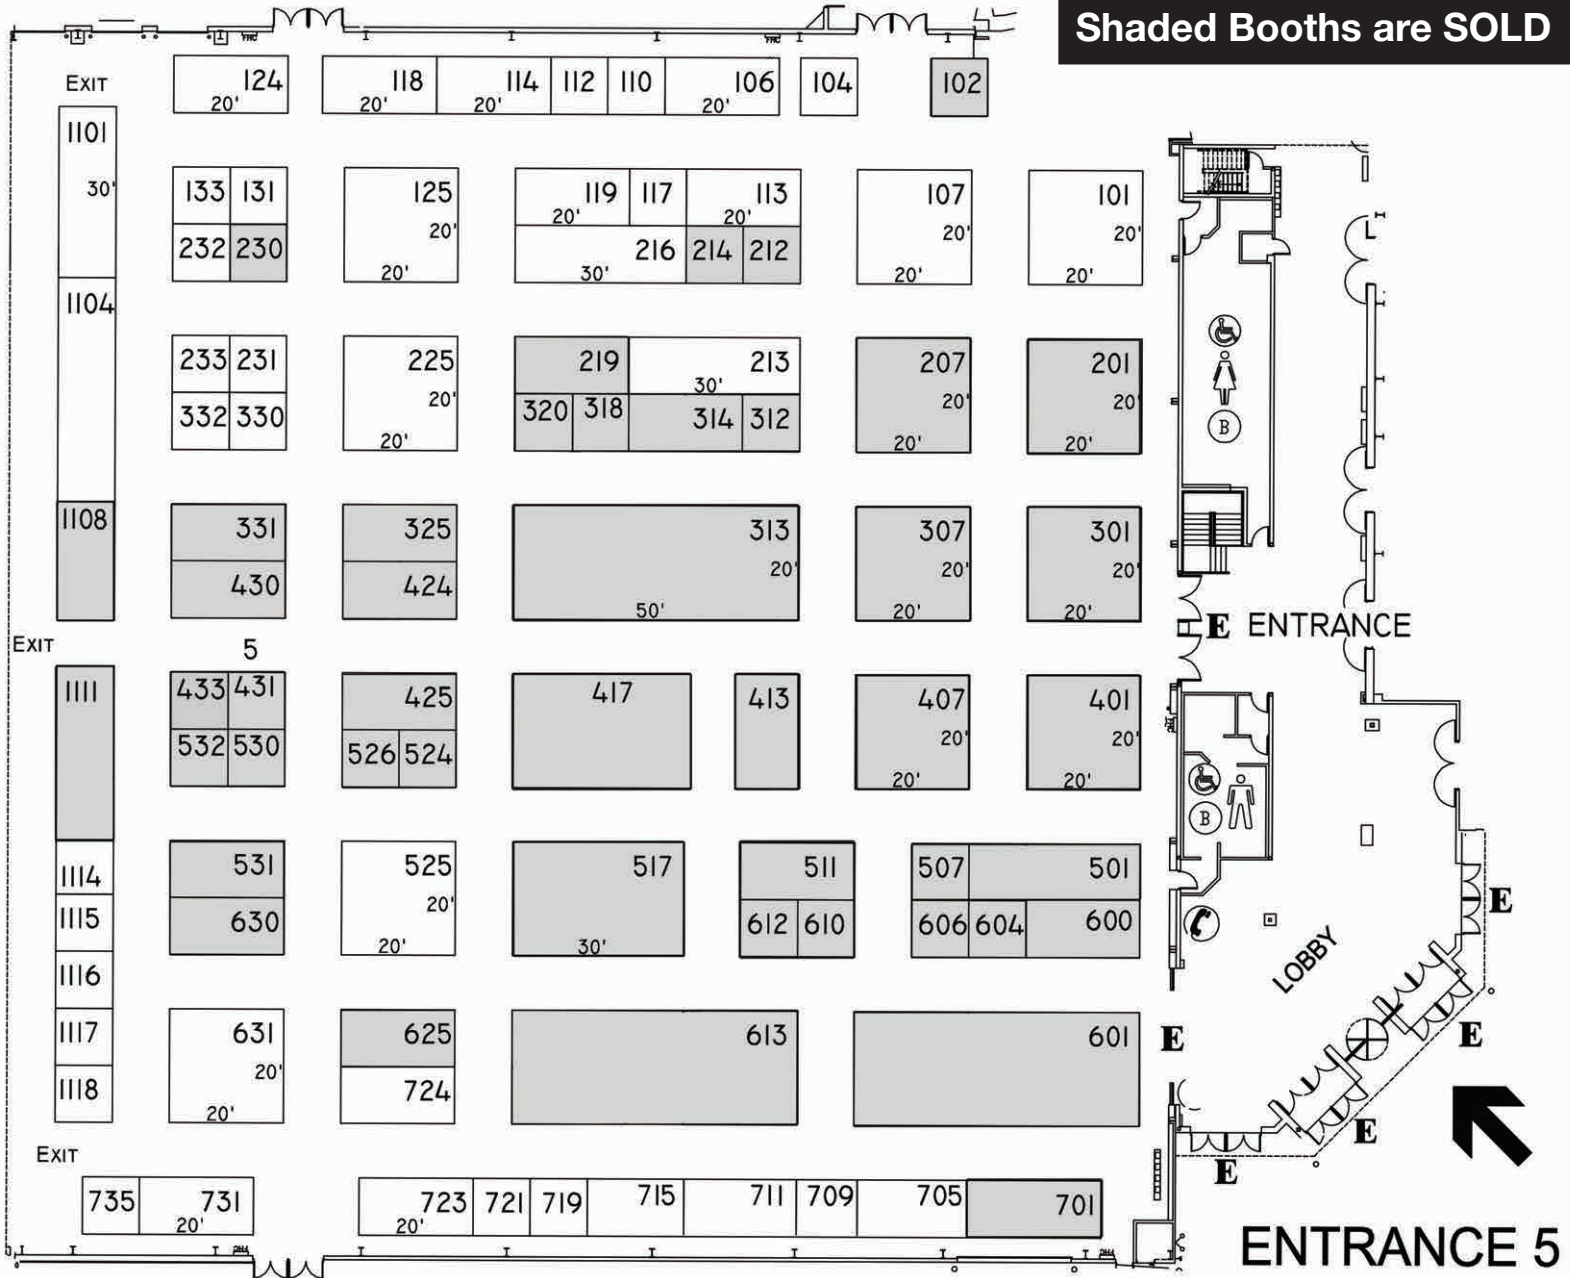 Shaded Booths are SOLD
EXIT
124 118 114 112 110 106 104 102
20' 20' 20' 20'
1101
30'
133 131 125 119 117 113 107 101
20' 20'
20' 20' 20'
232 230 216 214 212
20' 30' 20' 20'
1104
233 231 225 219 213 207 201
30'
20' 20' 20'
332 330 320 318 314 312
20' 20' 20'
B
1108
331 325 313 307 301
20' 20' 20'
430 424
50' 20' 20'
E ENTRANCE
EXIT
5
1111
433 431 425 417 413 407 401
532 530 526 524
20' 20'
20' 20'
B
1114
531 525 517 511 507 501
20'
1115
630 612 610 606 604 600
20' 30'
E
LOBBY
1116
1117
631 625 613 601
E
E
20'
1118
724
20'
E
E
EXIT
735 731 723 721 719 715 711 709 705 701
20' 20'
ENTRANCE 5